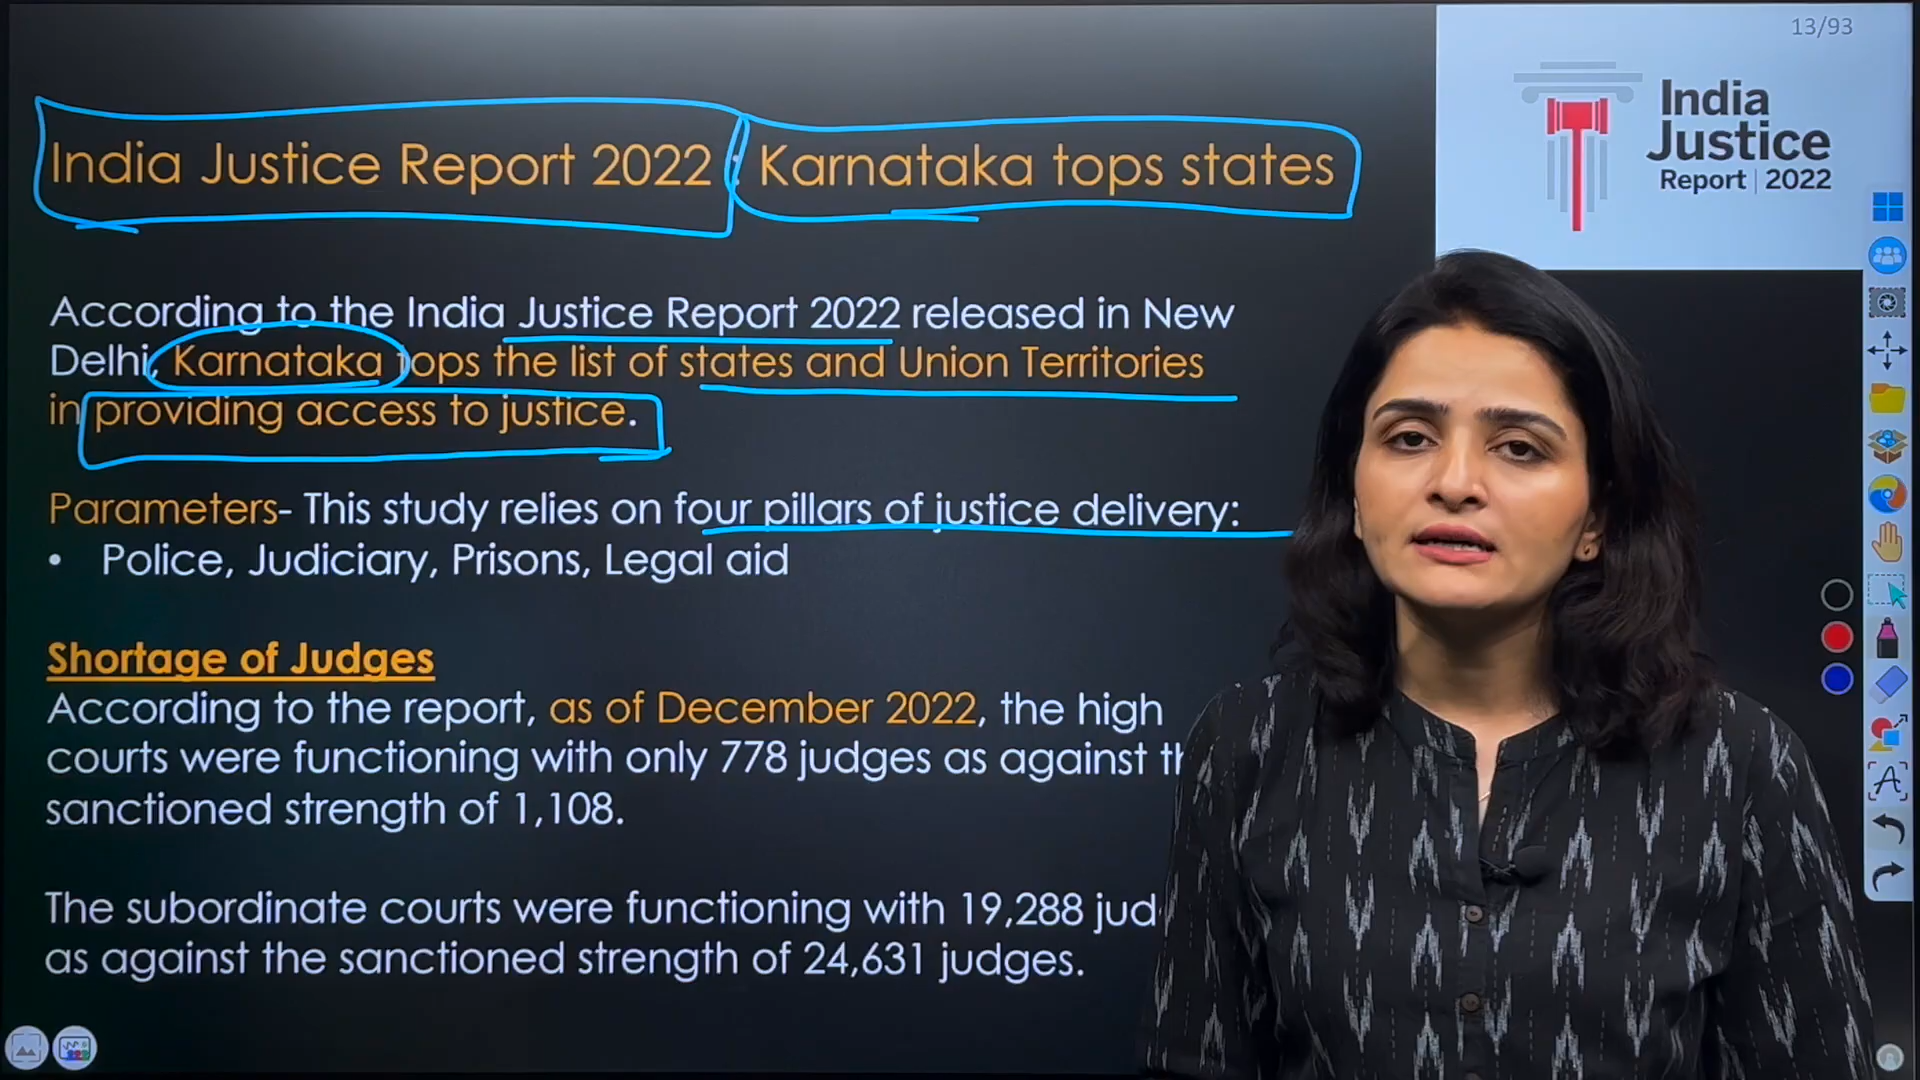 13/93
India
Justice
Report | 2022
India Justice Report 2022 : Karnataka tops states
According to the India Justice Report 2022 released in New
Delhi, Karnataka tops the list of states and Union Territories
in providing access to justice.
Parameters- This study relies on four pillars of justice delivery:
• Police, Judiciary, Prisons, Legal aid
Shortage of Judges
According to the report, as of December 2022, the high
courts were functioning with only 778 judges as against
sanctioned strength of 1,108.
The subordinate courts were functioning with 19,288
as against the sanctioned strength of 24,631 judges.
A